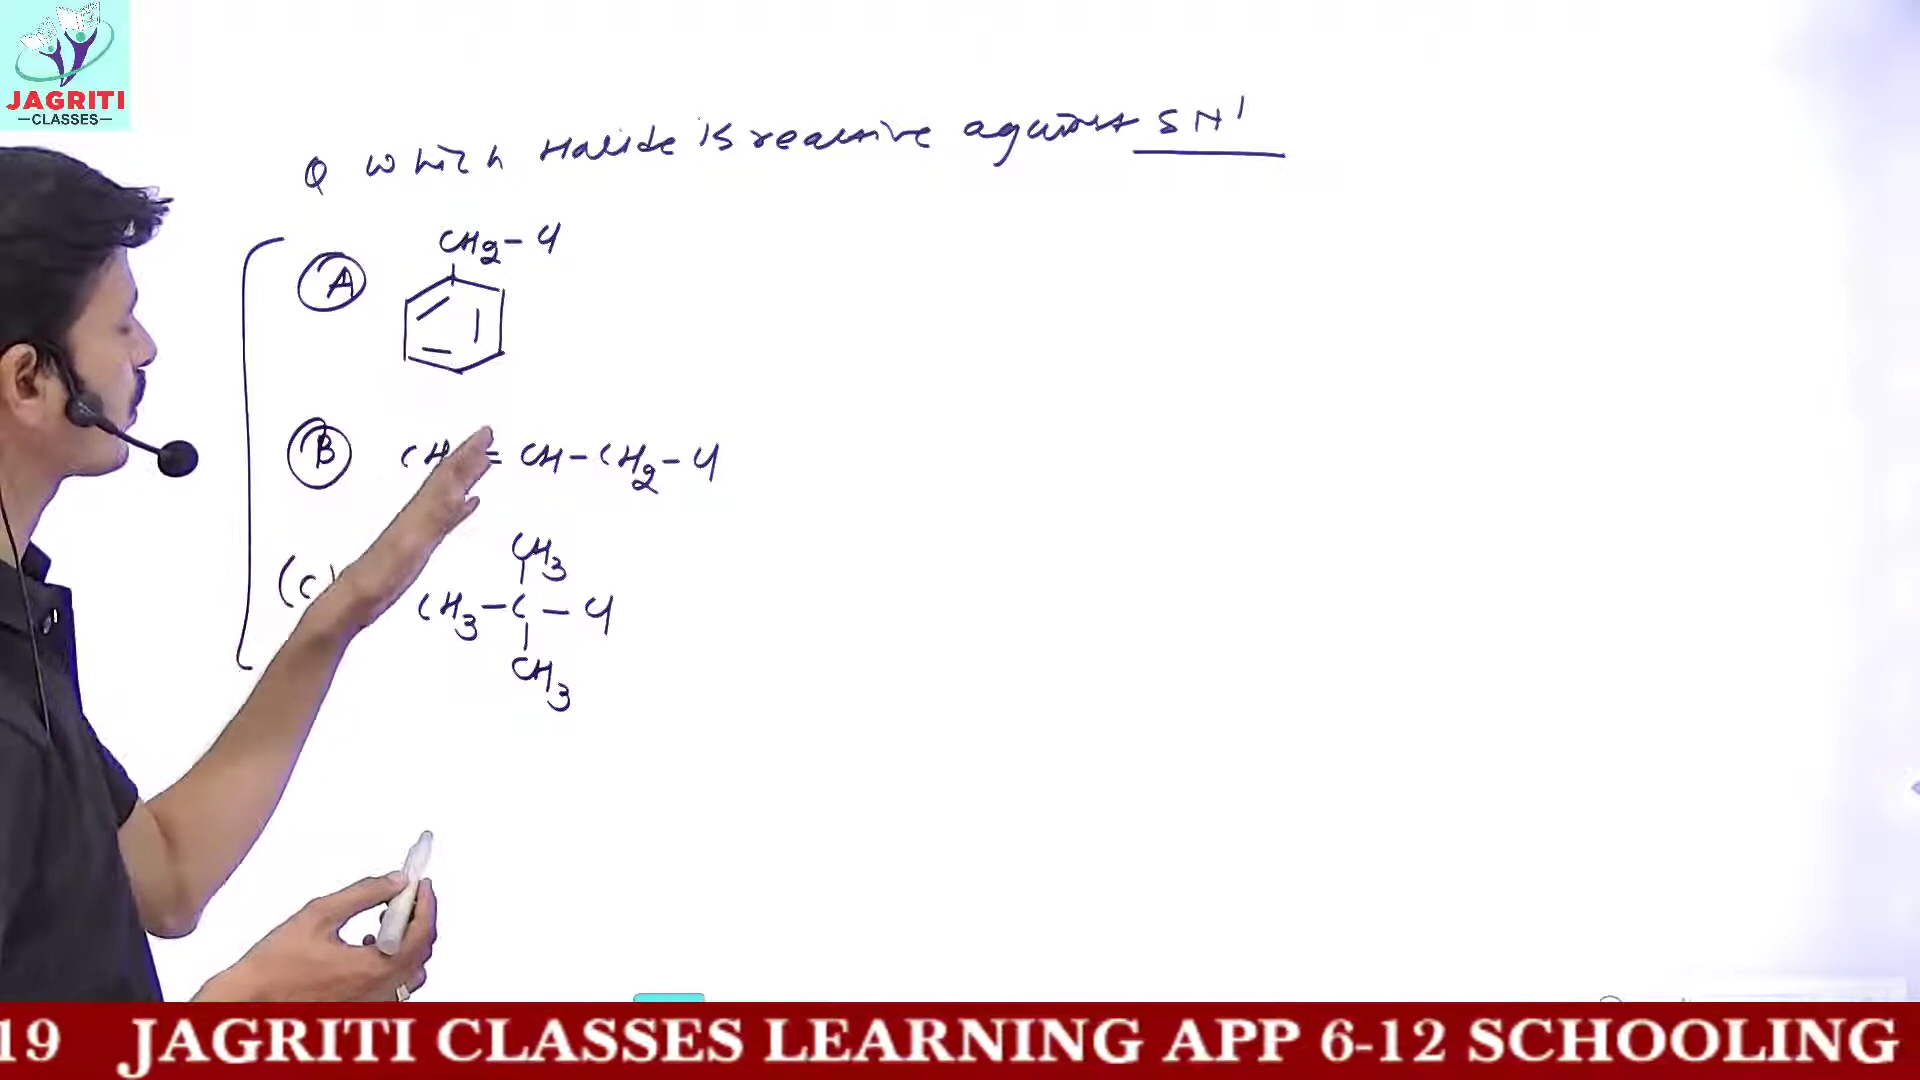 JAGRITI
—CLASSES—
Q Which Halide is reactive against SN1
CH2-Cl
(A)
(B) CH = CH-CH2-Cl
CH3
(C) CH3-C-Cl
CH3
19 JAGRITI CLASSES LEARNING APP 6-12 SCHOOLING